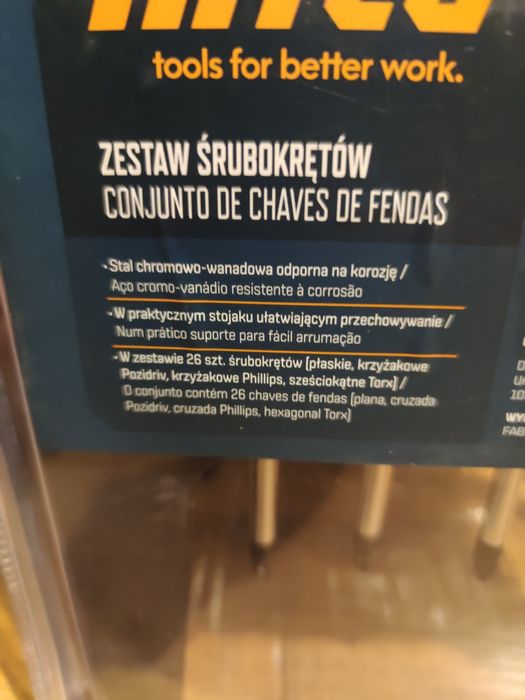 tools for better work.
ZESTAW ŚRUBOKRĘTÓW
CONJUNTO DE CHAVES DE FENDAS
•Stal chromowo-wanadowa odporna na korozję /
Aço cromo-vanádio resistente à corrosão
•W praktycznym stojaku ułatwiającym przechowywanie /
Num prático suporte para fácil arrumação
•W zestawie 26 szt. śrubokrętów (płaskie, krzyżakowe
Pozidriv, krzyżakowe Phillips, sześciokątne Torx) /
O conjunto contém 26 chaves de fendas (plana, cruzada
Pozidriv, cruzada Phillips, hexagonal Torx)